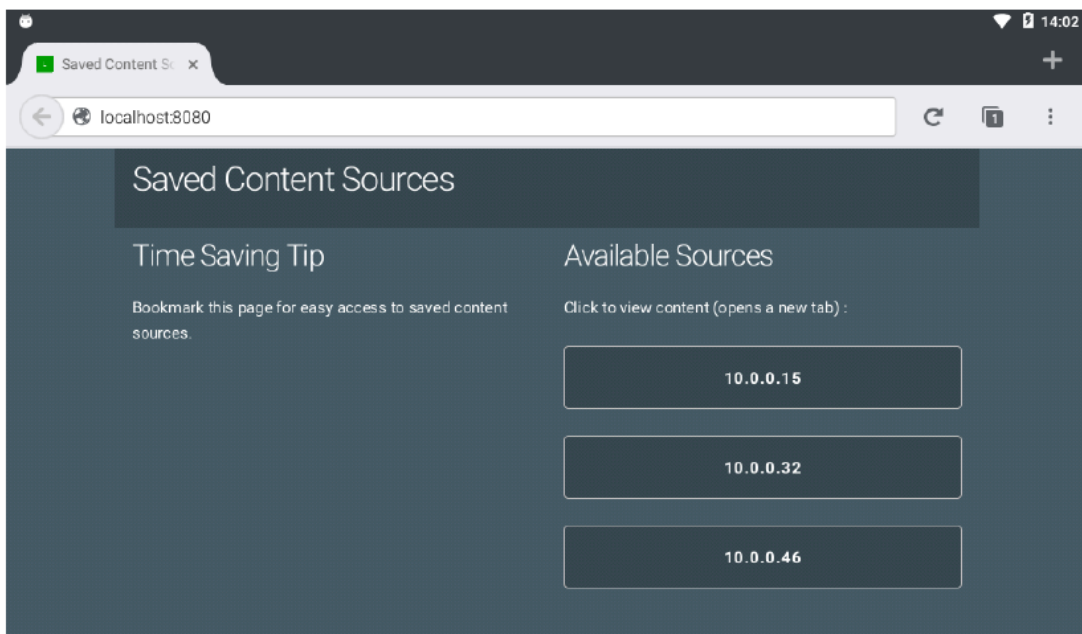 14:02
Saved Content So
localhost:8080
1
Saved Content Sources
Time Saving Tip
Bookmark this page for easy access to saved content
sources.
Available Sources
Click to view content (opens a new tab) :
10.0.0.15
10.0.0.32
10.0.0.46